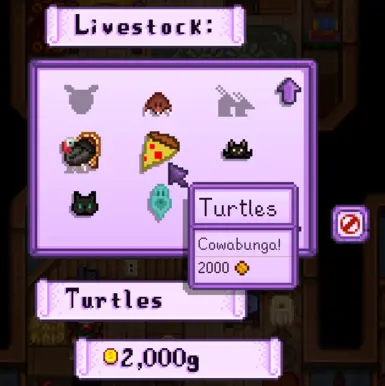 Livestock:
Turtles
Cowabunga!
2000
Turtles
2,000g